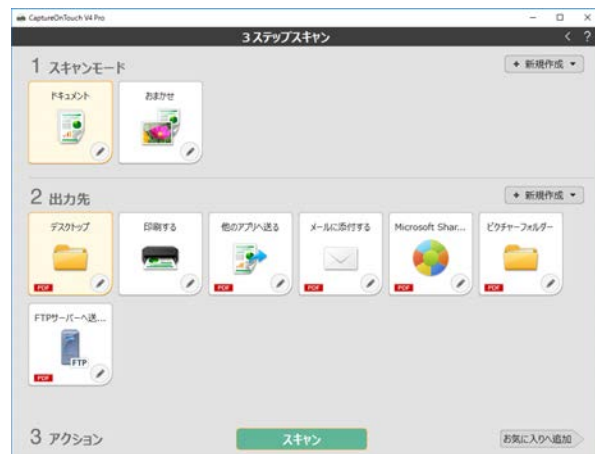 CaptureOnTouch V4 Pro
3ステップスキャン
?
1 スキャンモード
+ 新規作成
ドキュメント
おまかせ
2 出力先
+ 新規作成
デスクトップ
印刷する
他のアプリへ送る
メールに添付する
Microsoft Shar...
ピクチャーフォルダー
PDF
PDF
PDF
PDF
PDF
FTPサーバーへ送...
FTP
PDF
3 アクション
スキャン
お気に入りへ追加